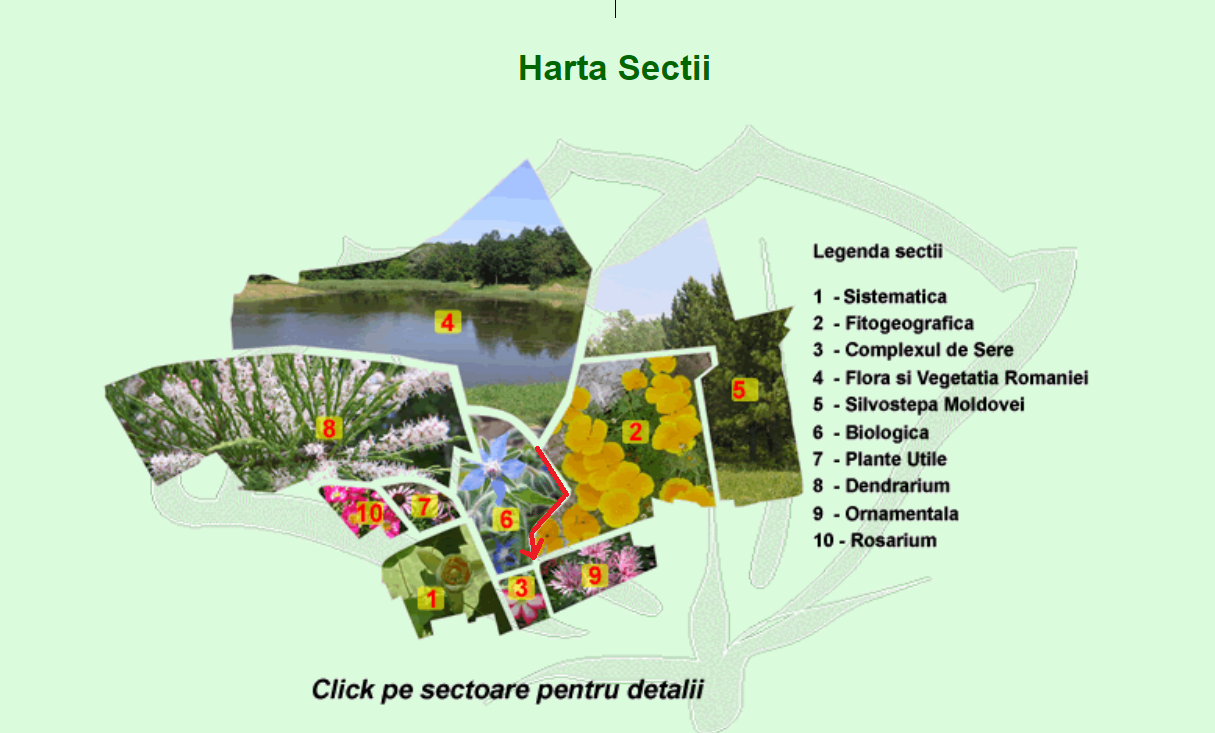 Harta Sectii
Legenda sectii
1 - Sistematica
2 - Fitogeografica
3 - Complexul de Sere
4 - Flora si Vegetatia Romaniei
5 - Silvostepa Moldovei
6 - Biologica
7 - Plante Utile
8 - Dendrarium
9 - Ornamentala
10 - Rosarium
4
5
8
2
10
7
6
1
3
9
Click pe sectoare pentru detalii